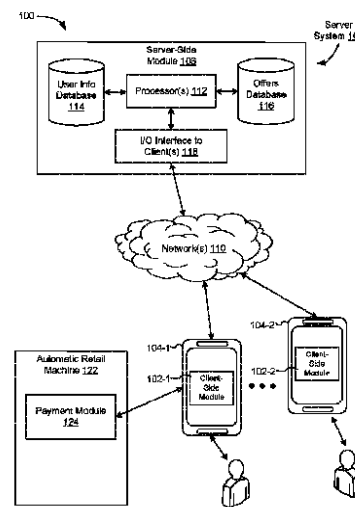 100
Server
System 10
Server-Side
Module 108
User Info
Database
114
Processor(s) 112
Offers
Database
116
I/O Interface to
Client(s) 118
Network(s) 110
104-1
104-2
102-1
102-2
Client-
Side
Module
Client-
Side
Module
Automatic Retail
Machine 122
Payment Module
124